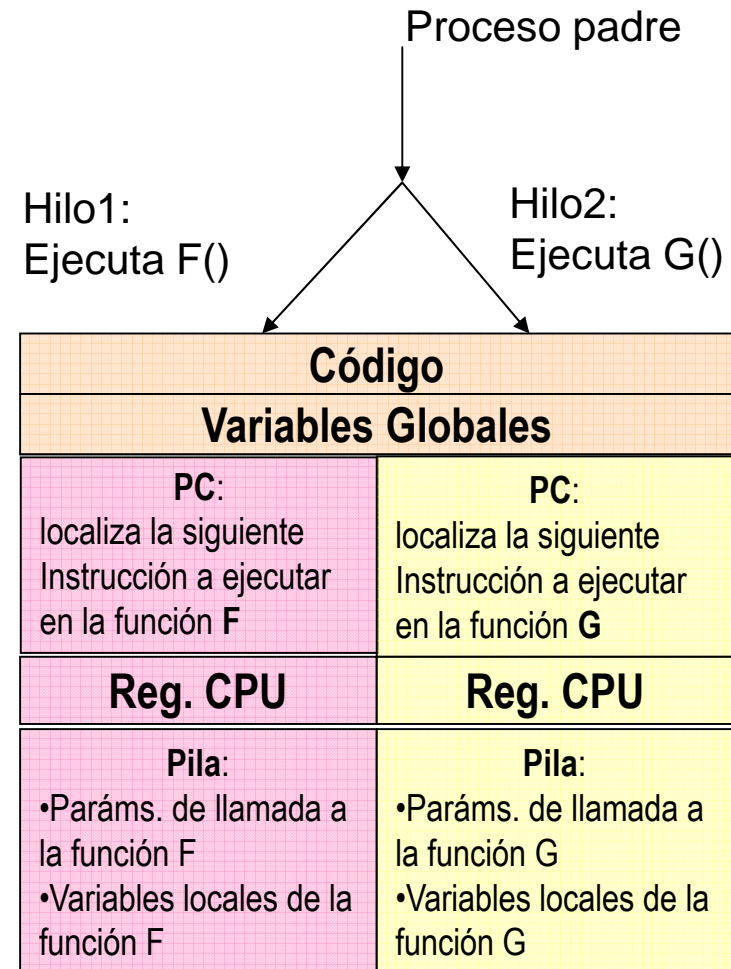 Proceso padre
Hilo1:
Ejecuta F()
Hilo2:
Ejecuta G()
Código
Variables Globales
PC:
localiza la siguiente
Instrucción a ejecutar
en la función F
PC:
localiza la siguiente
Instrucción a ejecutar
en la función G
Reg. CPU
Reg. CPU
Pila:
•Paráms. de llamada a
la función F
•Variables locales de la
función F
Pila:
•Paráms. de llamada a
la función G
•Variables locales de la
función G